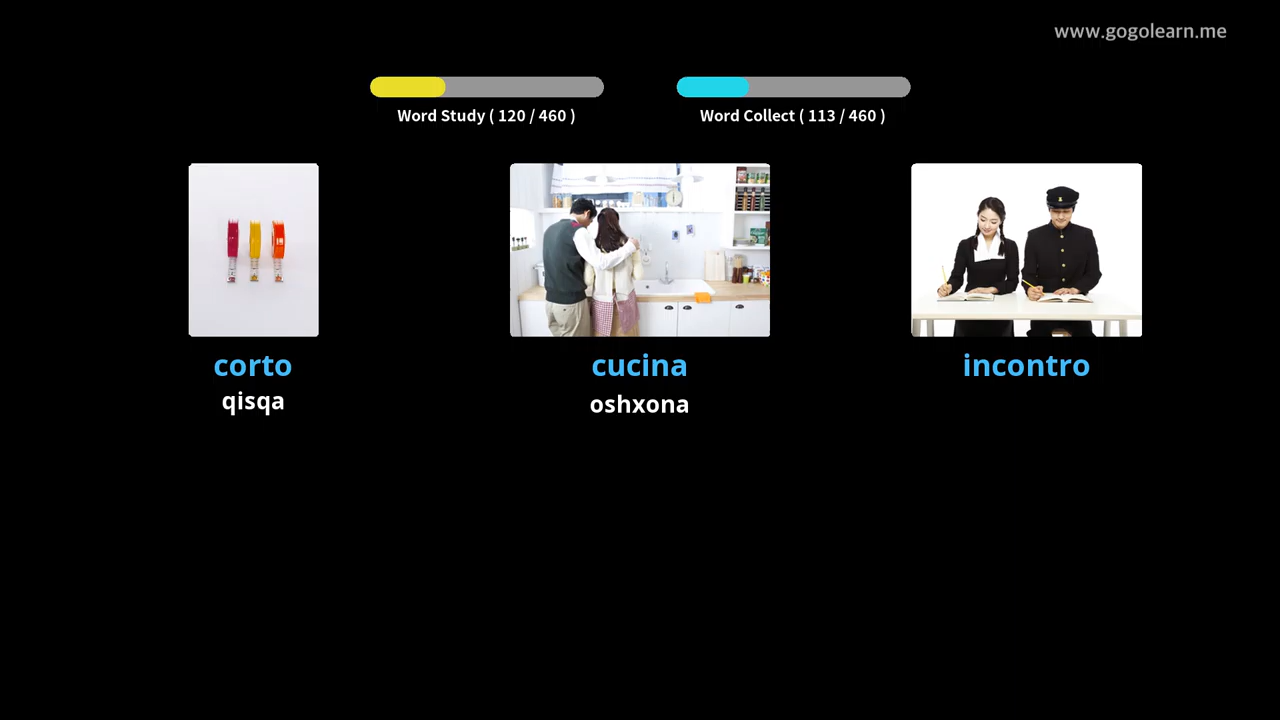 www.gogolearn.me
Word Study ( 120 / 460 )
Word Collect ( 113 / 460 )
corto
cucina
incontro
qisqa
oshxona